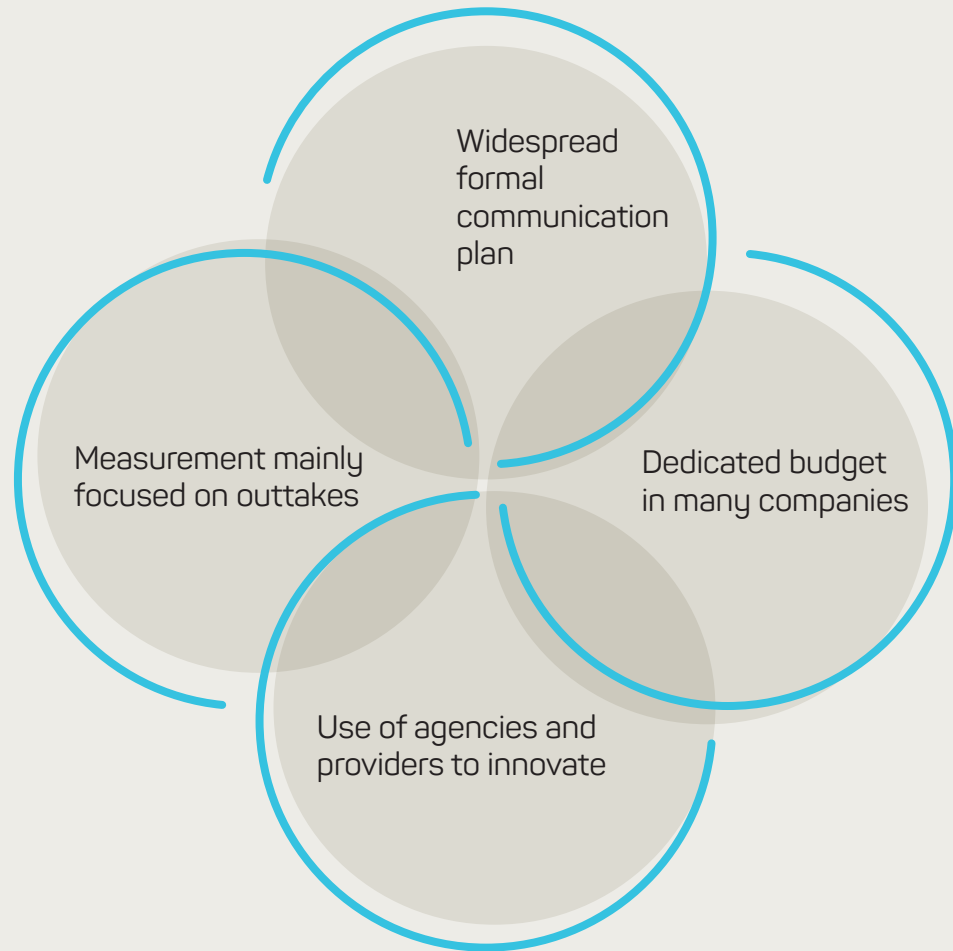 Widespread
formal
communication
plan
Measurement mainly
focused on outtakes
Dedicated budget
in many companies
Use of agencies and
providers to innovate